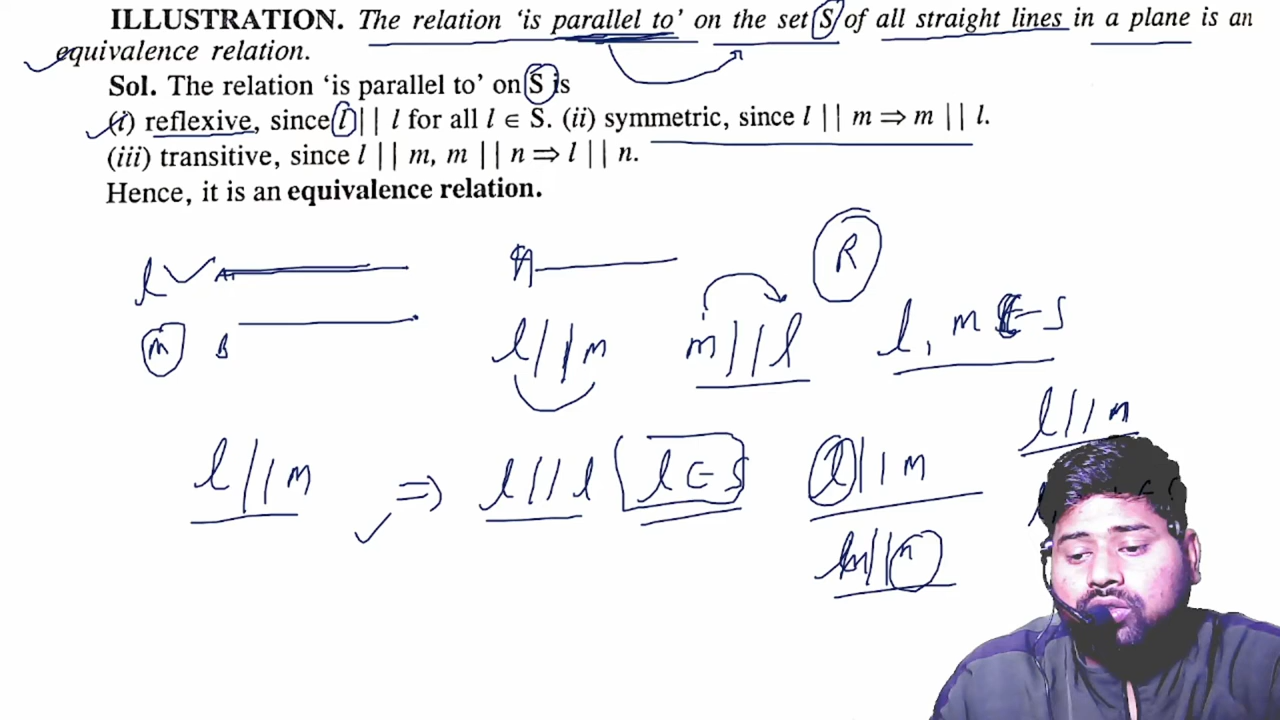 ILLUSTRATION. The relation ‘is parallel to’ on the set S of all straight lines in a plane is an
equivalence relation.
Sol. The relation ‘is parallel to’ on S is
(i) reflexive, since l || l for all l ∈ S. (ii) symmetric, since l || m ⇒ m || l.
(iii) transitive, since l || m, m || n ⇒ l || n.
Hence, it is an equivalence relation.
R
l
m B
l || m m || l l, m ∈ S
l || m
l || m ⇒ l || l l ∈ S l || m
m || n